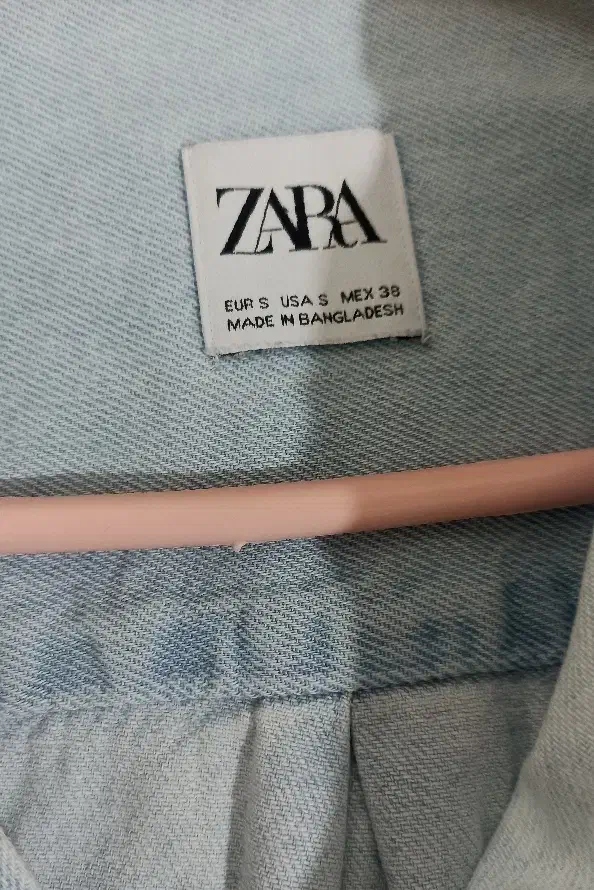 ZARA
EUR S USA S MEX 38
MADE IN BANGLADESH